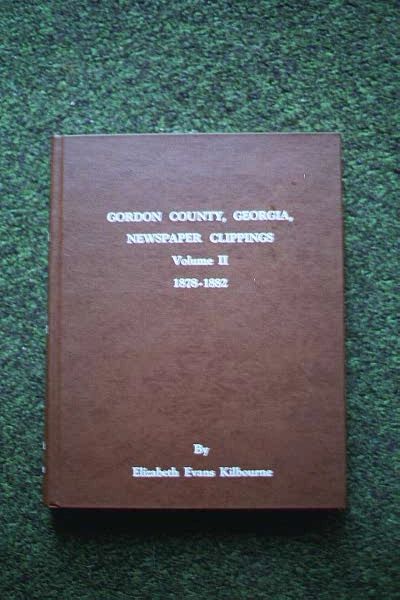 GORDON COUNTY, GEORGIA,
NEWSPAPER CLIPPINGS
Volume II
1878-1882
By
Elizabeth Evans Kilbourne